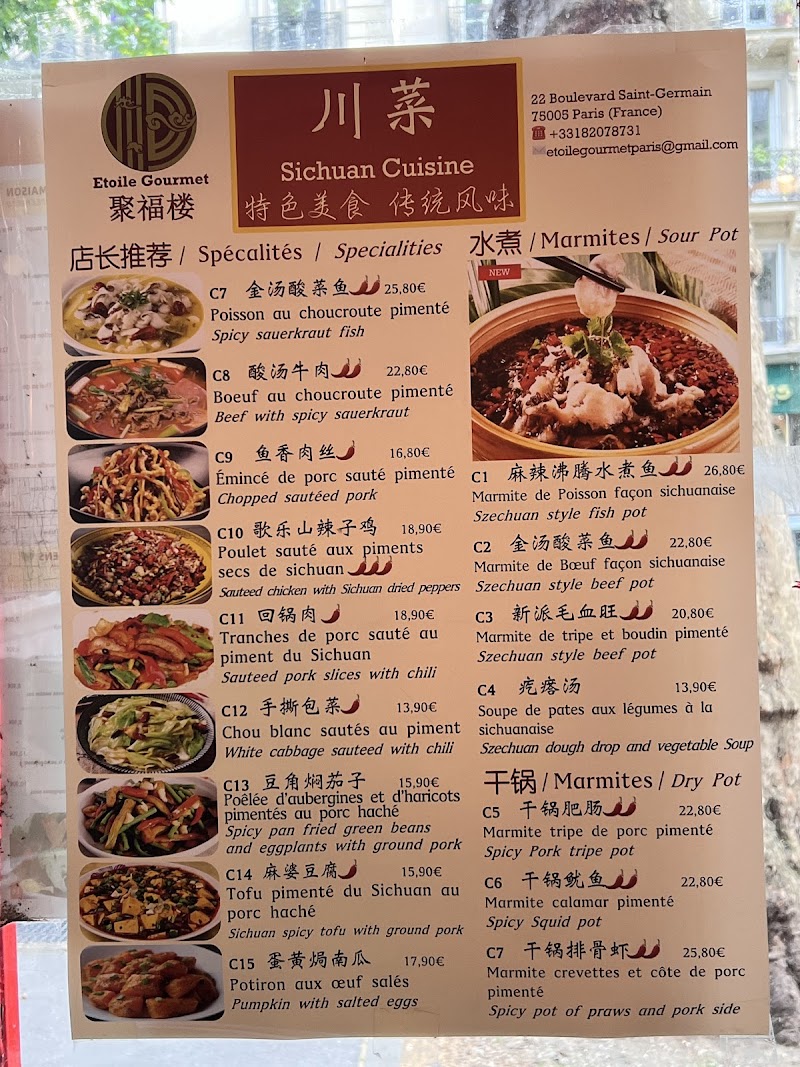 Etoile Gourmet
聚福楼
川菜
Sichuan Cuisine
特色美食 传统风味
22 Boulevard Saint-Germain
75005 Paris (France)
+33182078731
etoilegourmetparis@gmail.com
店长推荐 / Spécalités / Specialities
C7 金汤酸菜鱼 25,80€
Poisson au choucroute pimenté
Spicy sauerkraut fish
C8 酸汤牛肉 22,80€
Boeuf au choucroute pimenté
Beef with spicy sauerkraut
C9 鱼香肉丝 16,80€
Émincé de porc sauté pimenté
Chopped sautéed pork
C10 歌乐山辣子鸡 18,90€
Poulet sauté aux piments
secs de sichuan
Sauteed chicken with Sichuan dried peppers
C11 回锅肉 18,90€
Tranches de porc sauté au
piment du Sichuan
Sauteed pork slices with chili
C12 手撕包菜 13,90€
Chou blanc sautés au piment
White cabbage sauteed with chili
C13 豆角焖茄子 15,90€
Poêlée d'aubergines et d'haricots
pimentés au porc haché
Spicy pan fried green beans
and eggplants with ground pork
C14 麻婆豆腐 15,90€
Tofu pimenté du Sichuan au
porc haché
Sichuan spicy tofu with ground pork
C15 蛋黄焗南瓜 17,90€
Potiron aux œuf salés
Pumpkin with salted eggs
水煮 / Marmites / Sour Pot
NEW
C1 麻辣沸腾水煮鱼 26,80€
Marmite de Poisson façon sichuanaise
Szechuan style fish pot
C2 金汤酸菜鱼 22,80€
Marmite de Bœuf façon sichuanaise
Szechuan style beef pot
C3 新派毛血旺 20,80€
Marmite de tripe et boudin pimenté
Szechuan style beef pot
C4 疙瘩汤 13,90€
Soupe de pates aux légumes à la
sichuanaise
Szechuan dough drop and vegetable Soup
干锅 / Marmites / Dry Pot
C5 干锅肥肠 22,80€
Marmite tripe de porc pimenté
Spicy Pork tripe pot
C6 干锅鱿鱼 22,80€
Marmite calamar pimenté
Spicy Squid pot
C7 干锅排骨虾 25,80€
Marmite crevettes et côte de porc
pimenté
Spicy pot of praws and pork side